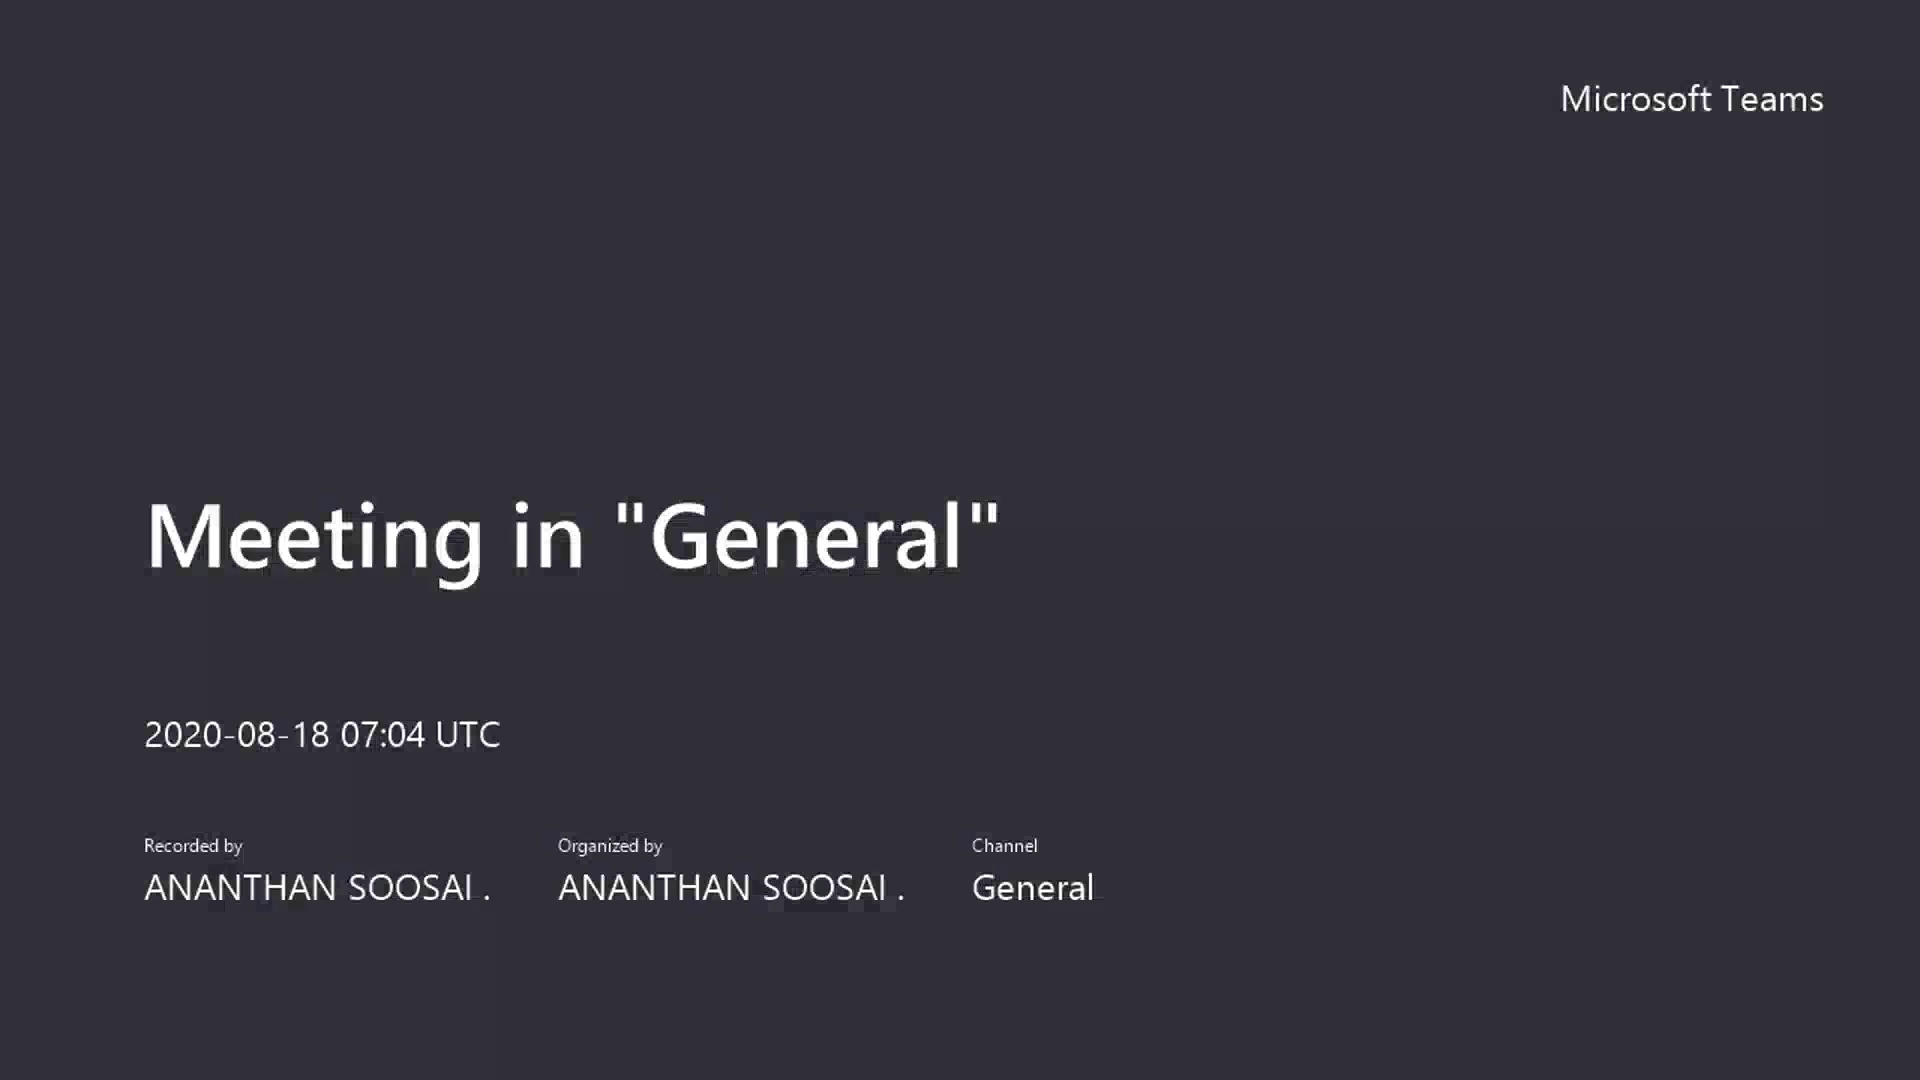 Microsoft Teams
Meeting in "General"
2020-08-18 07:04 UTC
Recorded by
ANANTHAN SOOSAI .
Organized by
ANANTHAN SOOSAI .
Channel
General